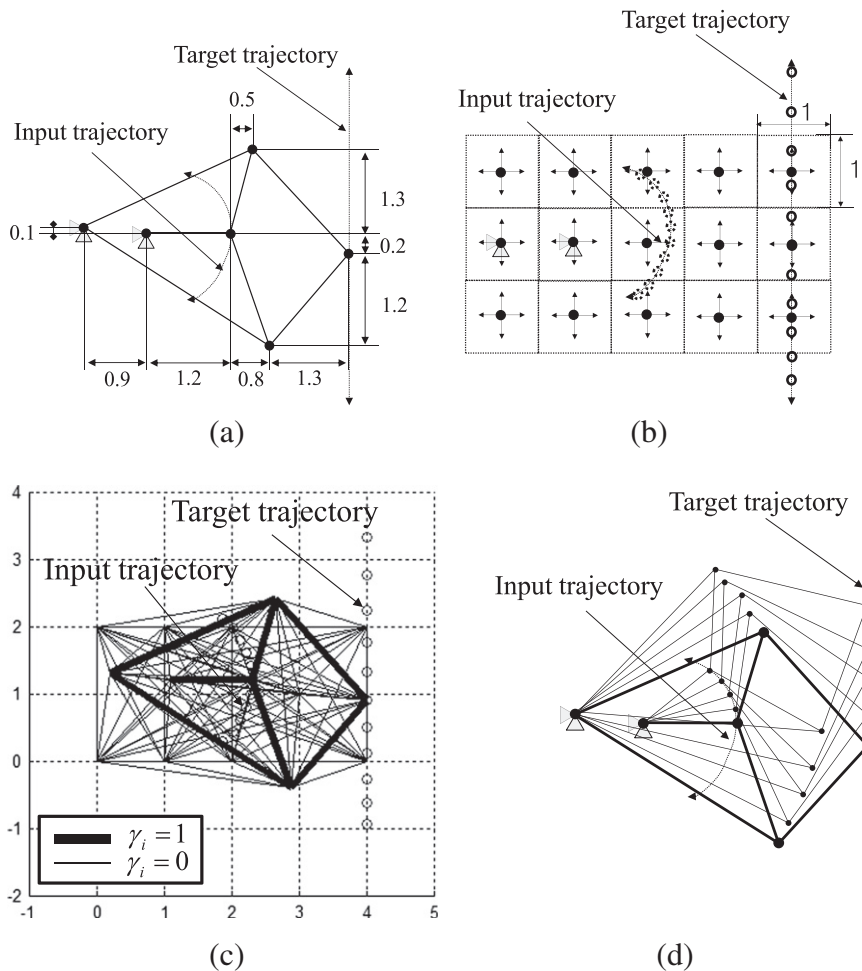 Target trajectory
0.5
Input trajectory
1.3
0.1
0.2
1.2
0.9
1.2
0.8
1.3
(a)
Target trajectory
Input trajectory
1
1
(b)
4
3
2
1
0
-1
-2
-1
0
1
2
3
4
5
Target trajectory
Input trajectory
γi = 1
γi = 0
(c)
Target trajectory
Input trajectory
(d)